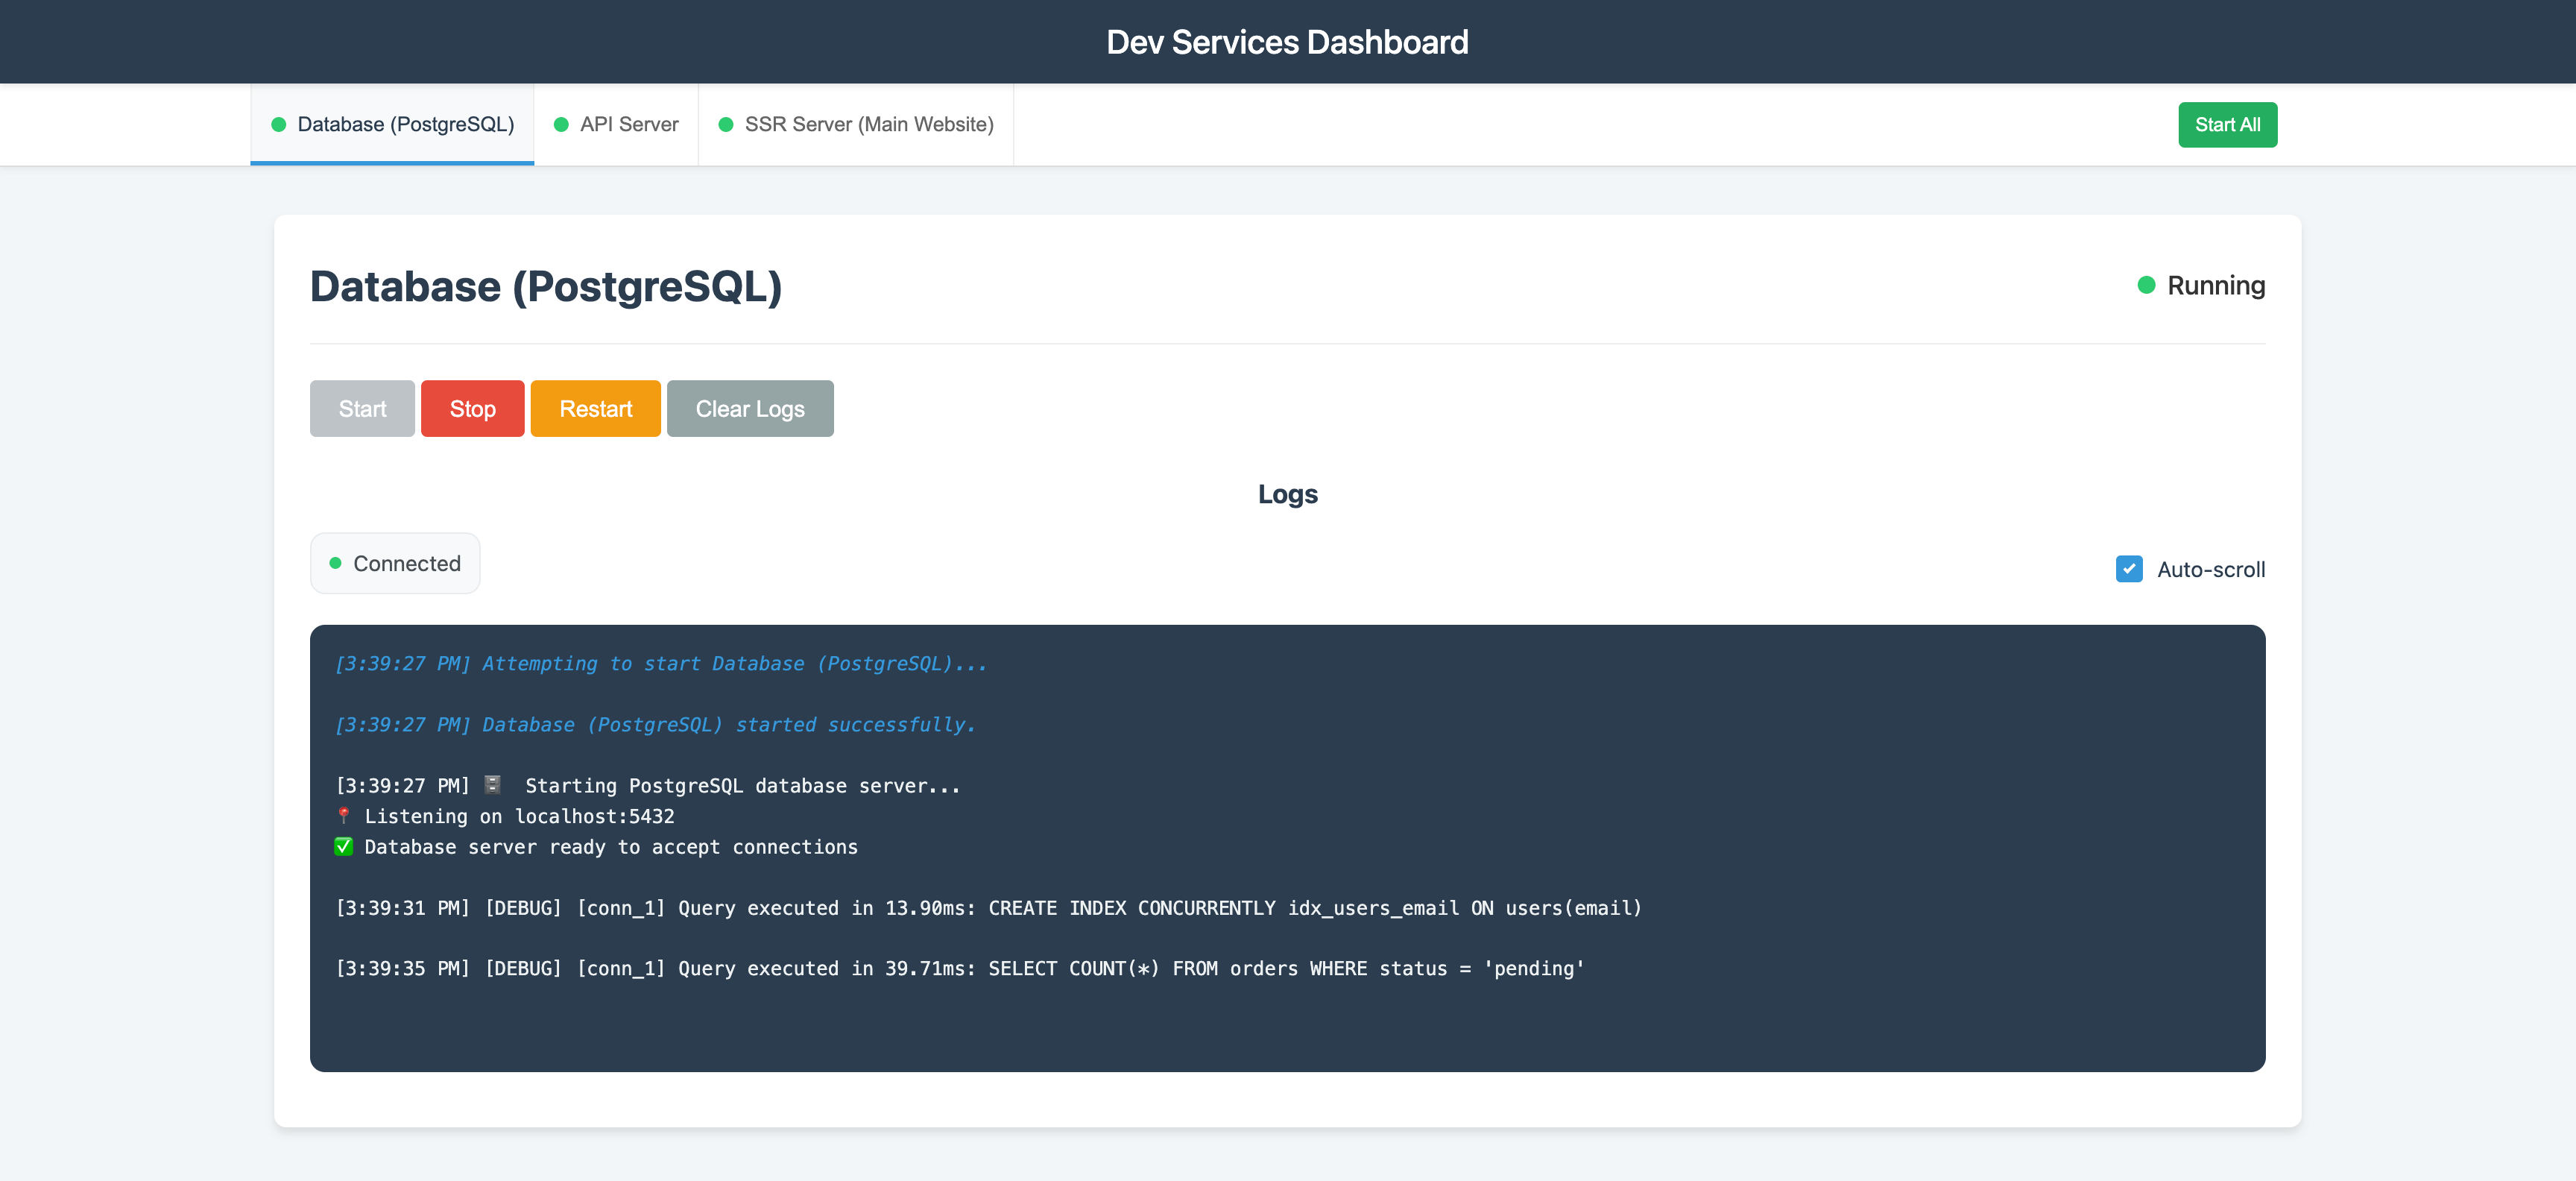 Dev Services Dashboard
Database (PostgreSQL)
API Server
SSR Server (Main Website)
Start All
Database (PostgreSQL)
Running
Start
Stop
Restart
Clear Logs
Logs
Connected
Auto-scroll
[3:39:27 PM] Attempting to start Database (PostgreSQL)...
[3:39:27 PM] Database (PostgreSQL) started successfully.
[3:39:27 PM] 🗄 Starting PostgreSQL database server...
📍 Listening on localhost:5432
✅ Database server ready to accept connections
[3:39:31 PM] [DEBUG] [conn_1] Query executed in 13.90ms: CREATE INDEX CONCURRENTLY idx_users_email ON users(email)
[3:39:35 PM] [DEBUG] [conn_1] Query executed in 39.71ms: SELECT COUNT(*) FROM orders WHERE status = 'pending'